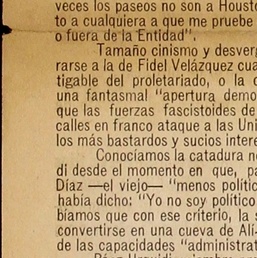 veces los paseos no son a Housto
to a cualquiera a que me pruebe
o fuera de la Entidad".
Tamaño cinismo y desverg
rarse a la de Fidel Velázquez cua
tigable del proletariado, o la c
una fantasmal "apertura demo
que las fuerzas fascistoides de
calles en franco ataque a las Uni
los más bastardos y sucios intere
Conocíamos la catadura m
di desde el momento en que, pa
Díaz —el viejo— "menos polític
había dicho: "Yo no soy político
bíamos que con ese criterio, la s
convertirse en una cueva de Alí-
de las capacidades "administrat